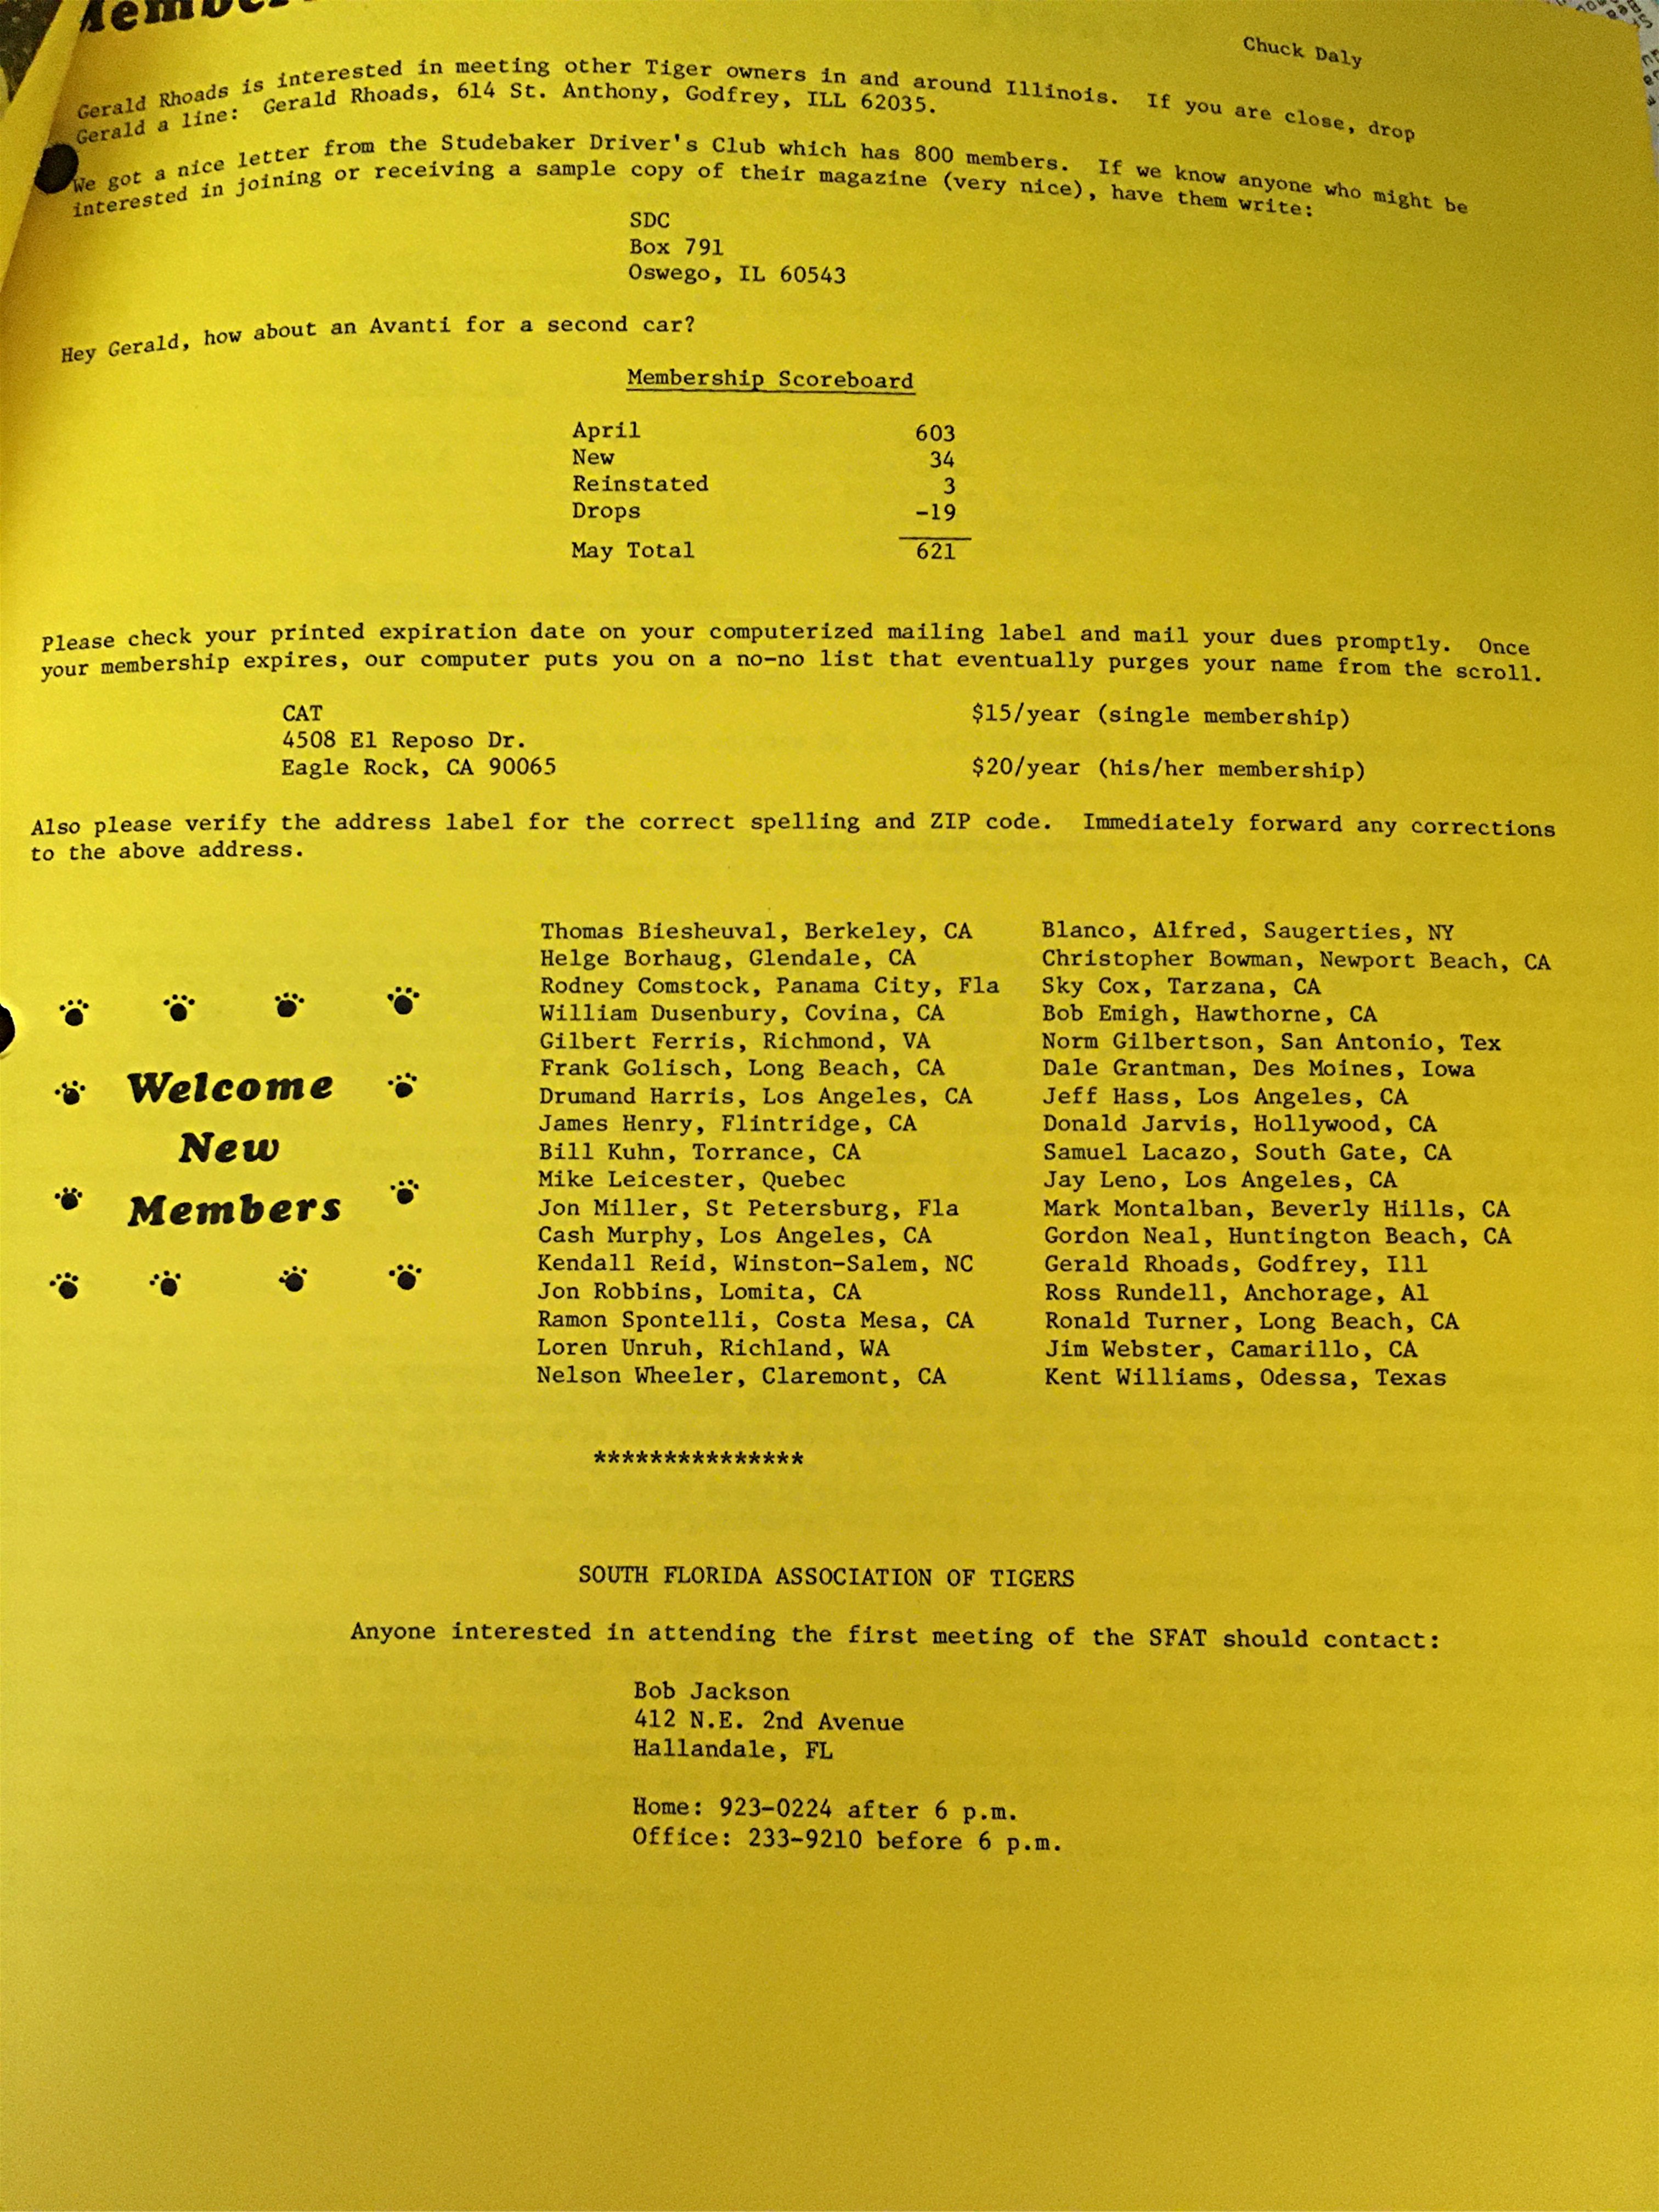 Member
Chuck Daly
Gerald Rhoads is interested in meeting other Tiger owners in and around Illinois. If you are close, drop
Gerald a line: Gerald Rhoads, 614 St. Anthony, Godfrey, ILL 62035.
We got a nice letter from the Studebaker Driver's Club which has 800 members. If we know anyone who might be
interested in joining or receiving a sample copy of their magazine (very nice), have them write:
SDC
Box 791
Oswego, IL 60543
Hey Gerald, how about an Avanti for a second car?
Membership Scoreboard
April 603
New 34
Reinstated 3
Drops -19
May Total 621
Please check your printed expiration date on your computerized mailing label and mail your dues promptly. Once
your membership expires, our computer puts you on a no-no list that eventually purges your name from the scroll.
CAT $15/year (single membership)
4508 El Reposo Dr.
Eagle Rock, CA 90065 $20/year (his/her membership)
Also please verify the address label for the correct spelling and ZIP code. Immediately forward any corrections
to the above address.
Welcome
New
Members
Thomas Biesheuval, Berkeley, CA
Helge Borhaug, Glendale, CA
Rodney Comstock, Panama City, Fla
William Dusenbury, Covina, CA
Gilbert Ferris, Richmond, VA
Frank Golisch, Long Beach, CA
Drumand Harris, Los Angeles, CA
James Henry, Flintridge, CA
Bill Kuhn, Torrance, CA
Mike Leicester, Quebec
Jon Miller, St Petersburg, Fla
Cash Murphy, Los Angeles, CA
Kendall Reid, Winston-Salem, NC
Jon Robbins, Lomita, CA
Ramon Spontelli, Costa Mesa, CA
Loren Unruh, Richland, WA
Nelson Wheeler, Claremont, CA
Blanco, Alfred, Saugerties, NY
Christopher Bowman, Newport Beach, CA
Sky Cox, Tarzana, CA
Bob Emigh, Hawthorne, CA
Norm Gilbertson, San Antonio, Tex
Dale Grantman, Des Moines, Iowa
Jeff Hass, Los Angeles, CA
Donald Jarvis, Hollywood, CA
Samuel Lacazo, South Gate, CA
Jay Leno, Los Angeles, CA
Mark Montalban, Beverly Hills, CA
Gordon Neal, Huntington Beach, CA
Gerald Rhoads, Godfrey, Ill
Ross Rundell, Anchorage, Al
Ronald Turner, Long Beach, CA
Jim Webster, Camarillo, CA
Kent Williams, Odessa, Texas
***************
SOUTH FLORIDA ASSOCIATION OF TIGERS
Anyone interested in attending the first meeting of the SFAT should contact:
Bob Jackson
412 N.E. 2nd Avenue
Hallandale, FL
Home: 923-0224 after 6 p.m.
Office: 233-9210 before 6 p.m.